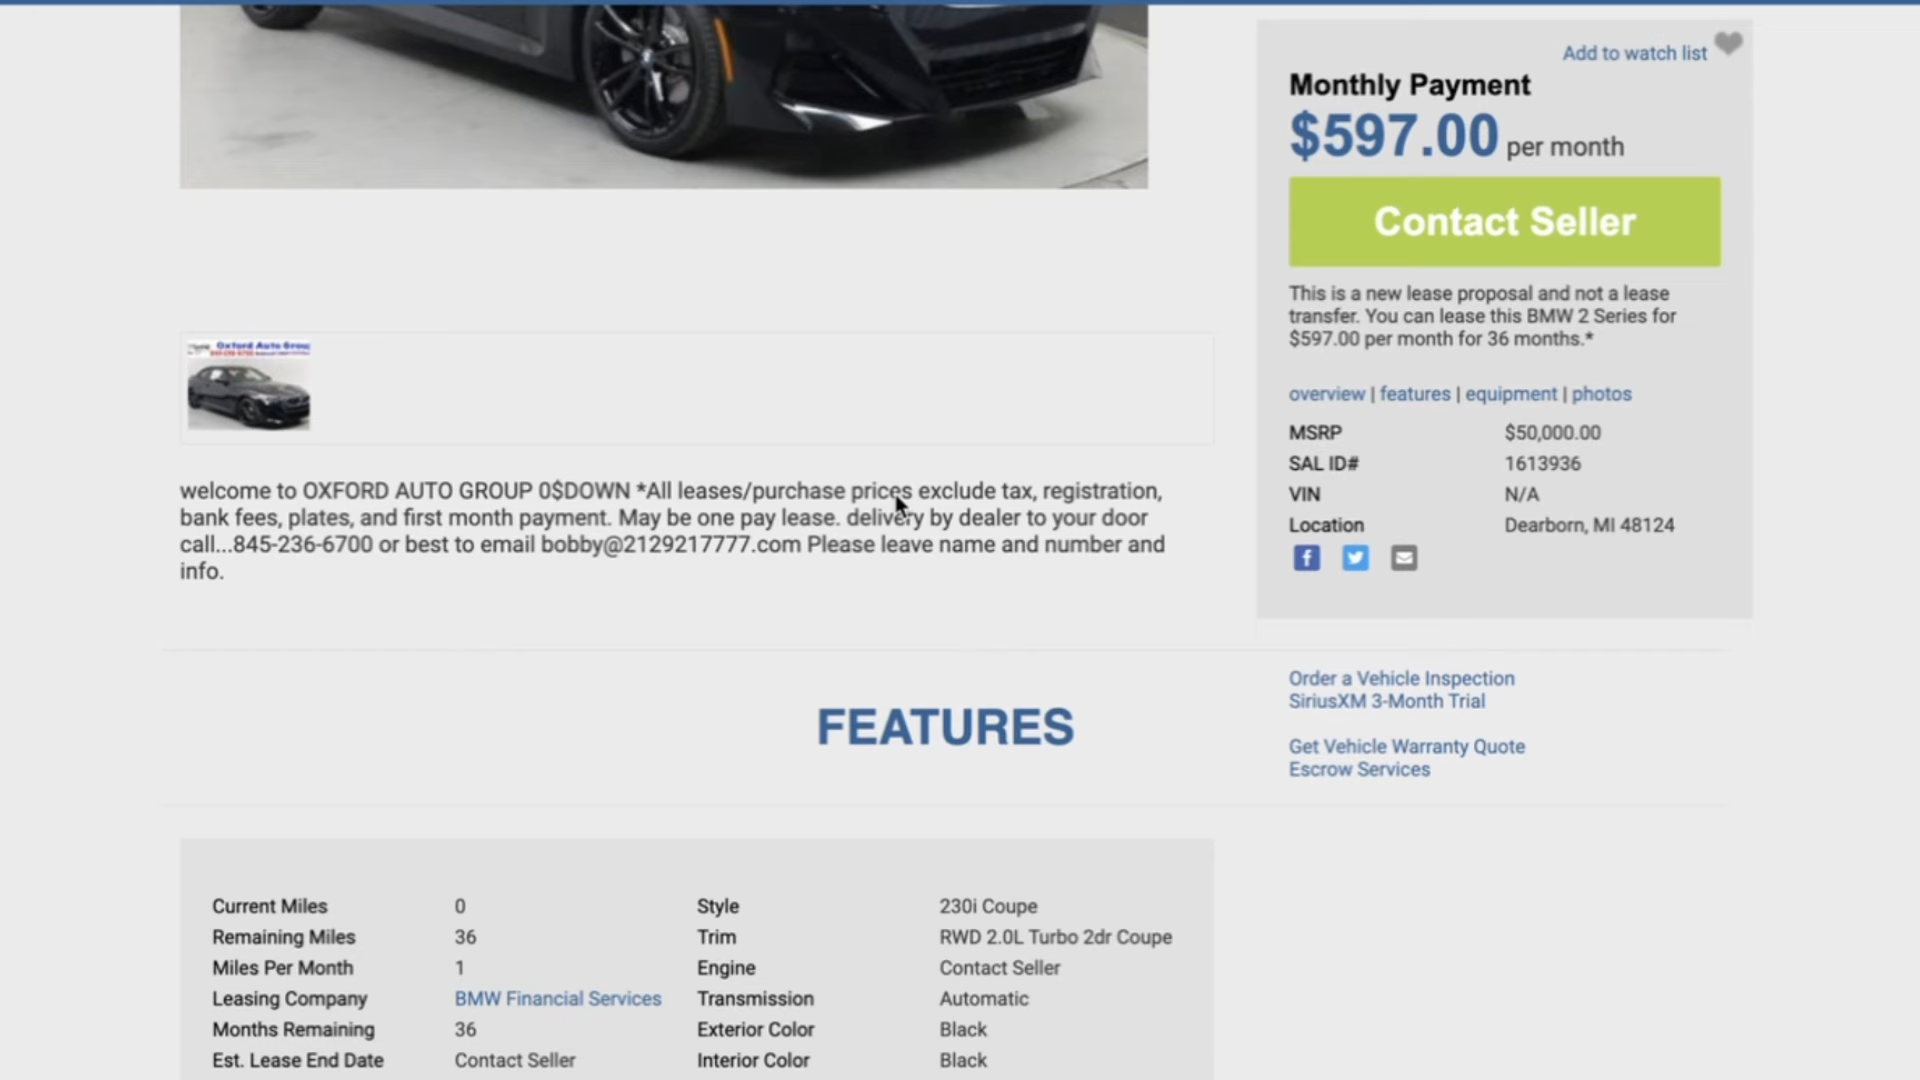 Add to watch list
Monthly Payment
$597.00 per month
Contact Seller
This is a new lease proposal and not a lease
transfer. You can lease this BMW 2 Series for
$597.00 per month for 36 months.*
overview | features | equipment | photos
MSRP $50,000.00
SAL ID# 1613936
VIN N/A
Location Dearborn, MI 48124
Oxford Auto Group
welcome to OXFORD AUTO GROUP 0$DOWN *All leases/purchase prices exclude tax, registration,
bank fees, plates, and first month payment. May be one pay lease. delivery by dealer to your door
call...845-236-6700 or best to email bobby@2129217777.com Please leave name and number and
info.
Order a Vehicle Inspection
SiriusXM 3-Month Trial
Get Vehicle Warranty Quote
Escrow Services
FEATURES
Current Miles 0 Style 230i Coupe
Remaining Miles 36 Trim RWD 2.0L Turbo 2dr Coupe
Miles Per Month 1 Engine Contact Seller
Leasing Company BMW Financial Services Transmission Automatic
Months Remaining 36 Exterior Color Black
Est. Lease End Date Contact Seller Interior Color Black